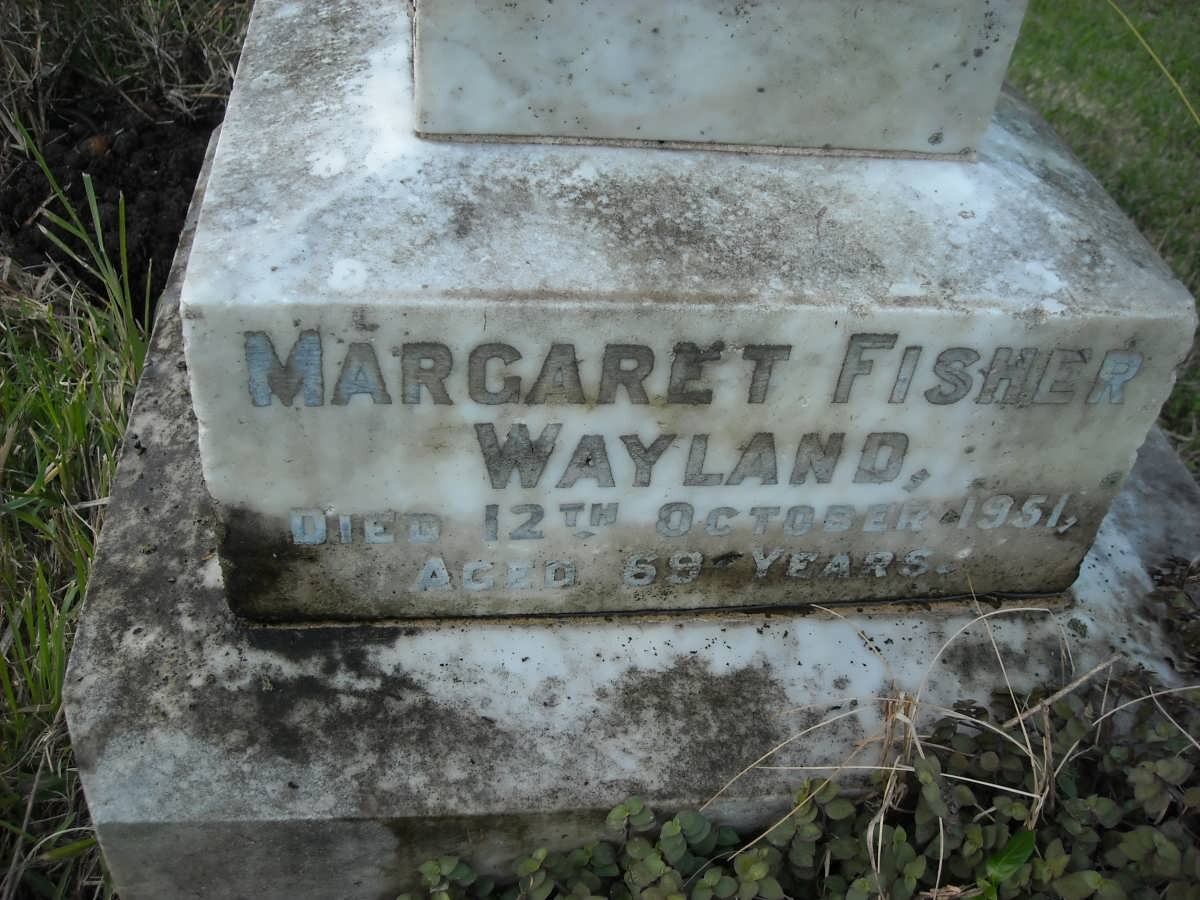 MARGARET FISHER
WAYLAND,
DIED 12TH OCTOBER 1951,
AGED 69 YEARS.